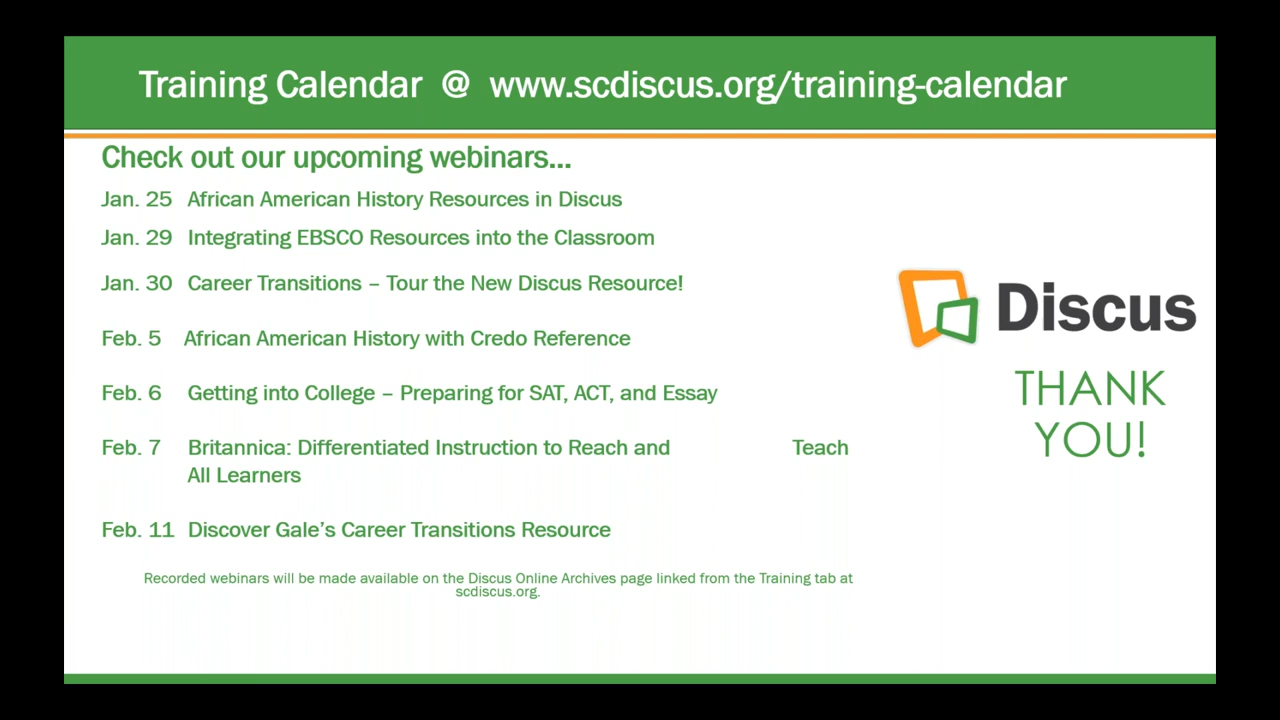 Training Calendar @ www.scdiscus.org/training-calendar
Check out our upcoming webinars...
Jan. 25 African American History Resources in Discus
Jan. 29 Integrating EBSCO Resources into the Classroom
Jan. 30 Career Transitions – Tour the New Discus Resource!
Feb. 5 African American History with Credo Reference
Feb. 6 Getting into College – Preparing for SAT, ACT, and Essay
Feb. 7 Britannica: Differentiated Instruction to Reach and Teach
All Learners
Feb. 11 Discover Gale’s Career Transitions Resource
Recorded webinars will be made available on the Discus Online Archives page linked from the Training tab at
scdiscus.org.
Discus
THANK
YOU!